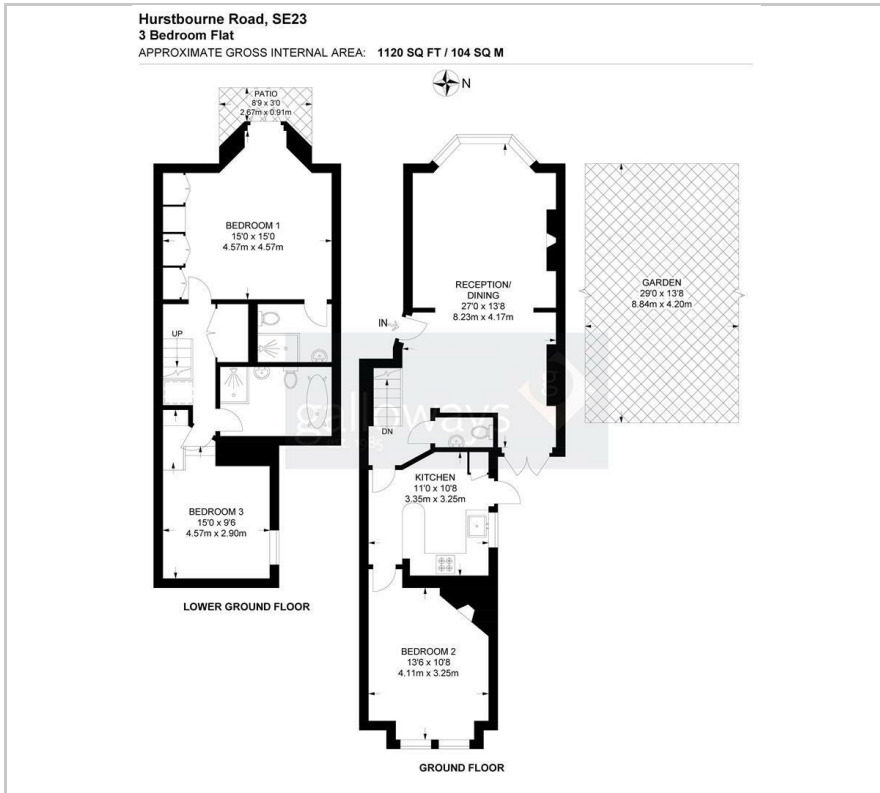 Hurstbourne Road, SE23
3 Bedroom Flat
APPROXIMATE GROSS INTERNAL AREA: 1120 SQ FT / 104 SQ M
N
PATIO
8'9 x 3'0
2.67m x 0.91m
BEDROOM 1
15'0 x 15'0
4.57m x 4.57m
UP
BEDROOM 3
15'0 x 9'6
4.57m x 2.90m
LOWER GROUND FLOOR
RECEPTION/
DINING
27'0 x 13'8
8.23m x 4.17m
IN
DN
KITCHEN
11'0 x 10'8
3.35m x 3.25m
BEDROOM 2
13'6 x 10'8
4.11m x 3.25m
GROUND FLOOR
GARDEN
29'0 x 13'8
8.84m x 4.20m
galloways
g